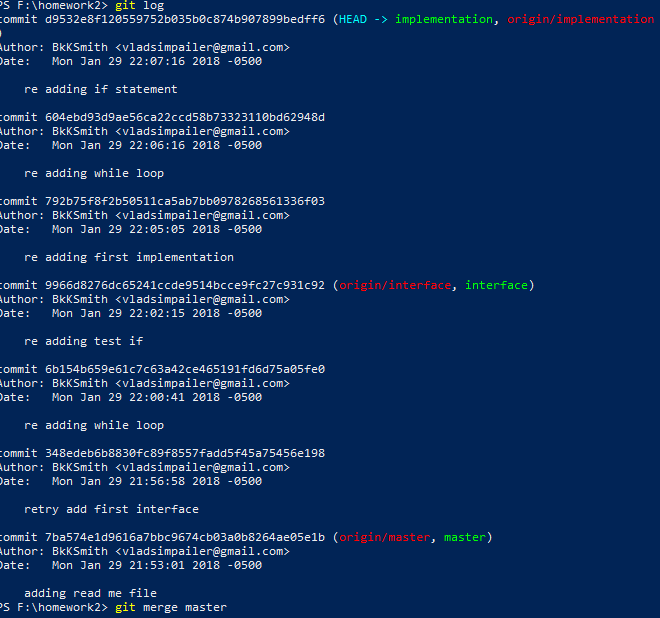 PS F:\homework2> git log
commit d9532e8f120559752b035b0c874b907899bedff6 (HEAD -> implementation, origin/implementation
)
Author: BkKSmith <vladsimpailer@gmail.com>
Date:   Mon Jan 29 22:07:16 2018 -0500
re adding if statement
commit 604ebd93d9ae56ca22ccd58b73323110bd62948d
Author: BkKSmith <vladsimpailer@gmail.com>
Date:   Mon Jan 29 22:06:16 2018 -0500
re adding while loop
commit 792b75f8f2b50511ca5ab7bb0978268561336f03
Author: BkKSmith <vladsimpailer@gmail.com>
Date:   Mon Jan 29 22:05:05 2018 -0500
re adding first implementation
commit 9966d8276dc65241ccde9514bcce9fc27c931c92 (origin/interface, interface)
Author: BkKSmith <vladsimpailer@gmail.com>
Date:   Mon Jan 29 22:02:15 2018 -0500
re adding test if
commit 6b154b659e61c7c63a42ce465191fd6d75a05fe0
Author: BkKSmith <vladsimpailer@gmail.com>
Date:   Mon Jan 29 22:00:41 2018 -0500
re adding while loop
commit 348edeb6b8830fc89f8557fadd5f45a75456e198
Author: BkKSmith <vladsimpailer@gmail.com>
Date:   Mon Jan 29 21:56:58 2018 -0500
retry add first interface
commit 7ba574e1d9616a7bbc9674cb03a0b8264ae05e1b (origin/master, master)
Author: BkKSmith <vladsimpailer@gmail.com>
Date:   Mon Jan 29 21:53:01 2018 -0500
adding read me file
PS F:\homework2> git merge master